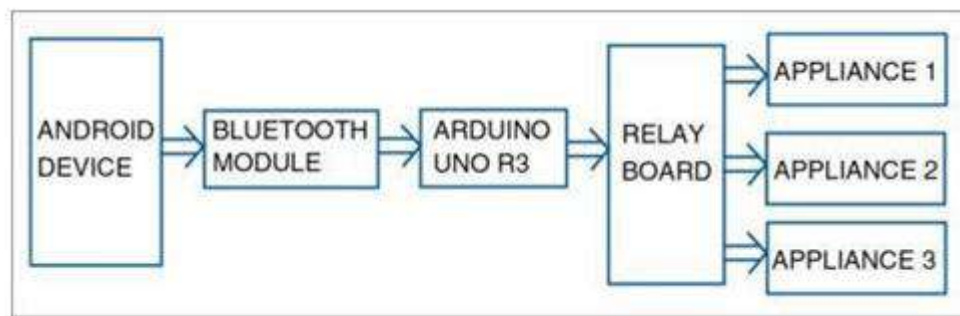 ANDROID
DEVICE
BLUETOOTH
MODULE
ARDUINO
UNO R3
RELAY
BOARD
APPLIANCE 1
APPLIANCE 2
APPLIANCE 3